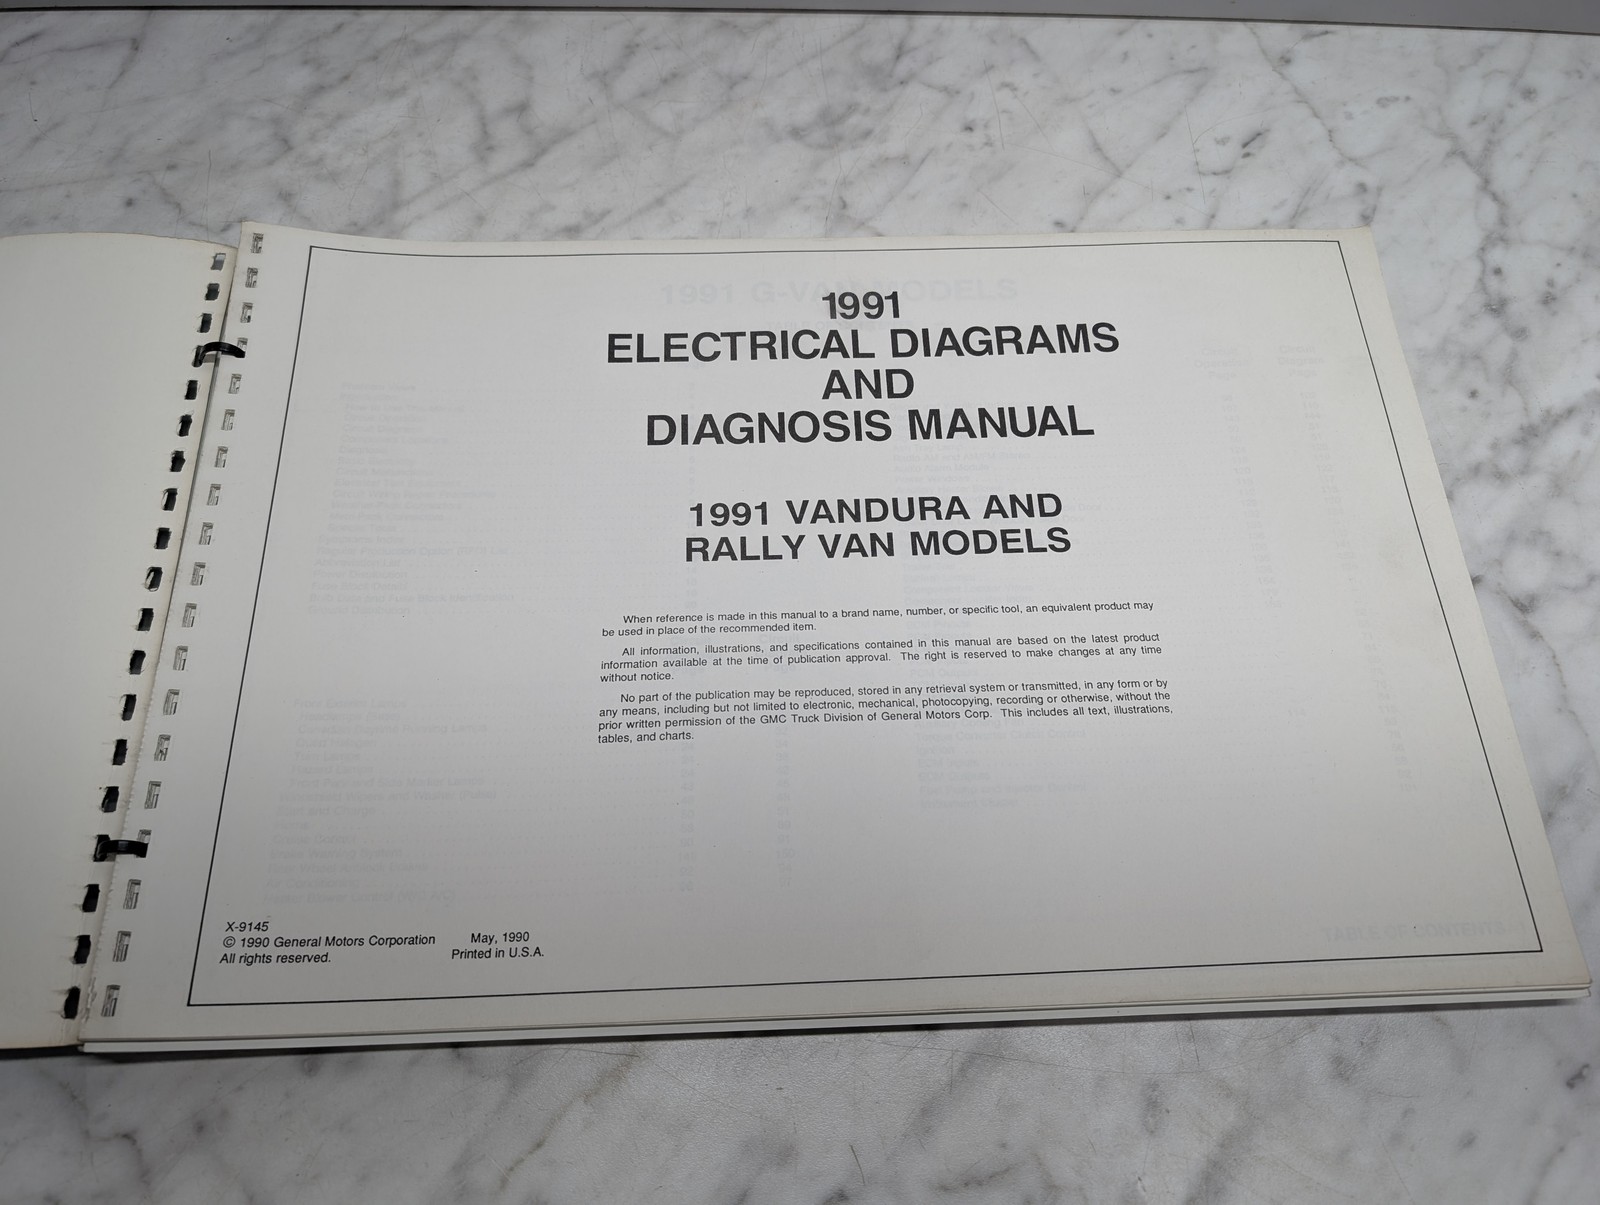 1991
ELECTRICAL DIAGRAMS
AND
DIAGNOSIS MANUAL
1991 VANDURA AND
RALLY VAN MODELS
When reference is made in this manual to a brand name, number, or specific tool, an equivalent product may
be used in place of the recommended item.
All information, illustrations, and specifications contained in this manual are based on the latest product
information available at the time of publication approval. The right is reserved to make changes at any time
without notice.
No part of the publication may be reproduced, stored in any retrieval system or transmitted, in any form or by
any means, including but not limited to electronic, mechanical, photocopying, recording or otherwise, without the
prior written permission of the GMC Truck Division of General Motors Corp. This includes all text, illustrations,
tables, and charts.
X-9145
© 1990 General Motors Corporation May, 1990
All rights reserved. Printed in U.S.A.
TABLE OF CONTENTS